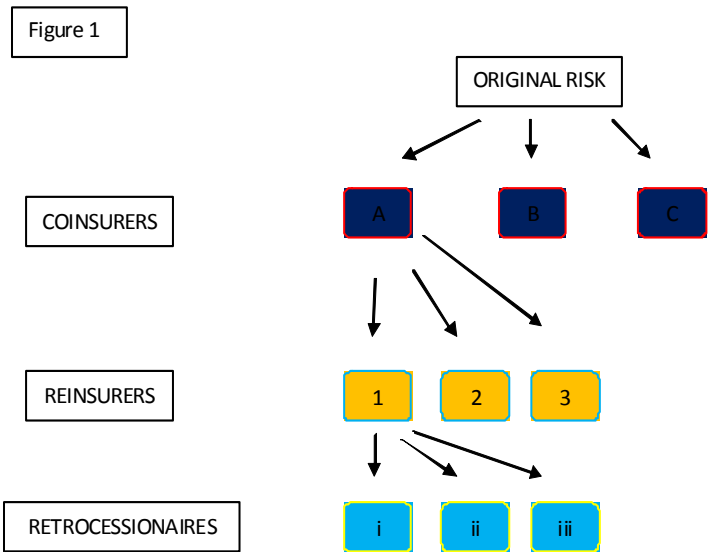 Figure 1
ORIGINAL RISK
COINSURERS
A
B
C
REINSURERS
1
2
3
RETROCESSIONAIRES
i
ii
iii